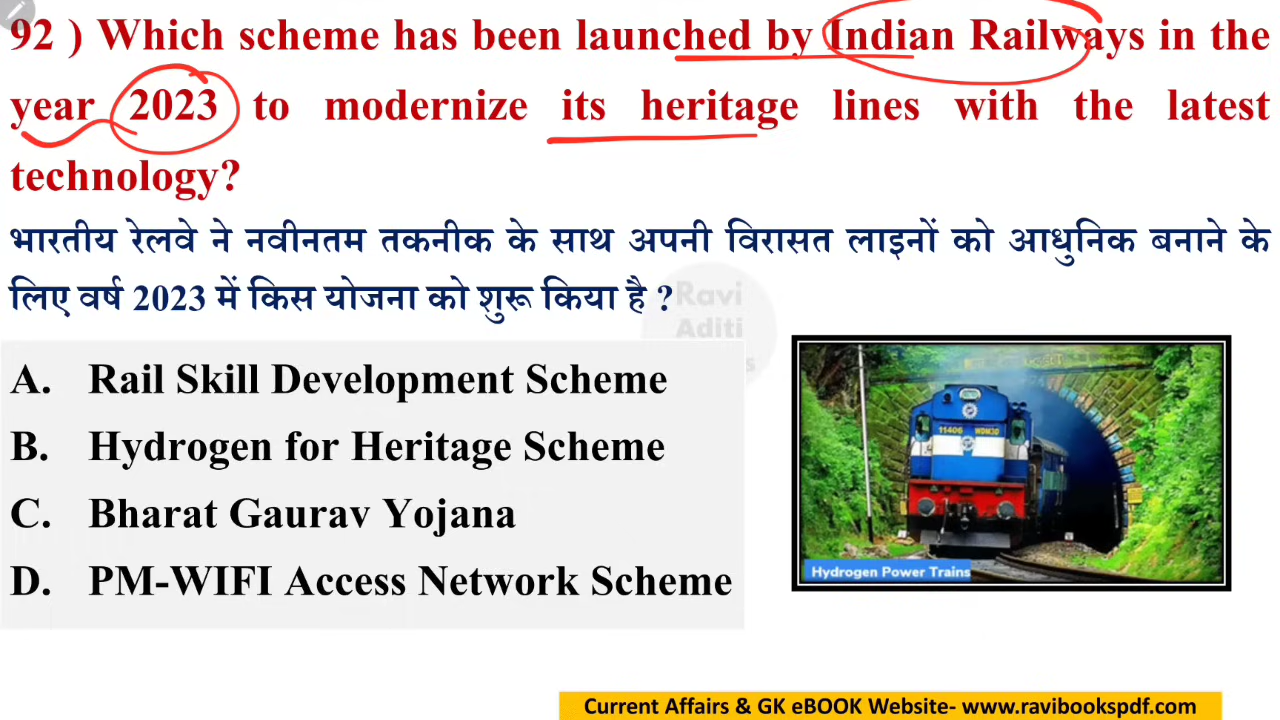 92 ) Which scheme has been launched by Indian Railways in the
year 2023 to modernize its heritage lines with the latest
technology?
भारतीय रेलवे ने नवीनतम तकनीक के साथ अपनी विरासत लाइनों को आधुनिक बनाने के
लिए वर्ष 2023 में किस योजना को शुरू किया है ?
Ravi
Aditi
A. Rail Skill Development Scheme
B. Hydrogen for Heritage Scheme
C. Bharat Gaurav Yojana
D. PM-WIFI Access Network Scheme
11406 WDM3D
Hydrogen Power Trains
Current Affairs & GK eBOOK Website- www.ravibookspdf.com